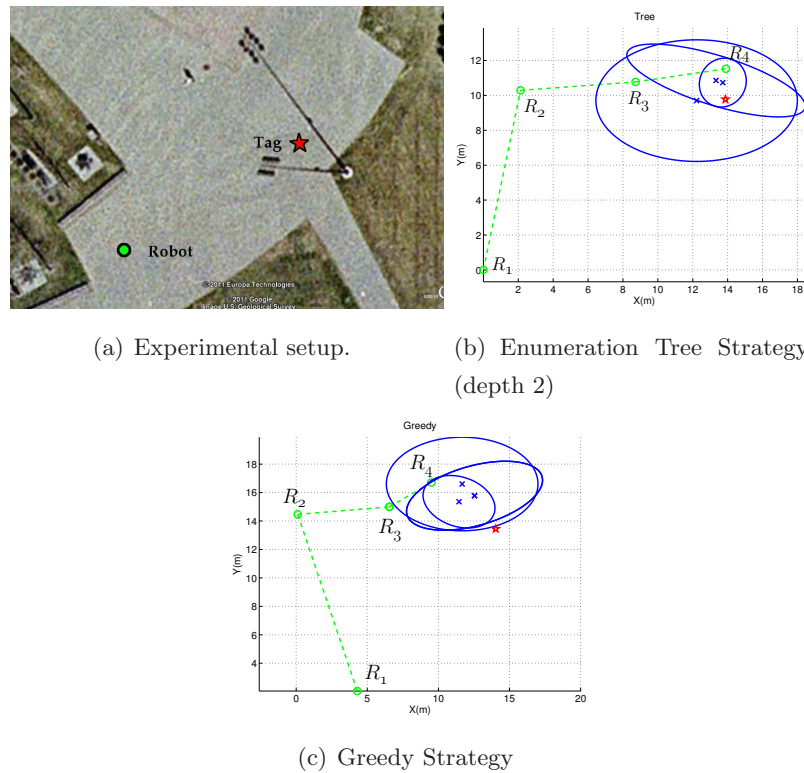 Tag
Robot
© 2011 Europa Technologies
© 2011 Google
Image U.S. Geological Survey
(a) Experimental setup.
Tree
12
10
8
6
4
2
0
Y(m)
R1
R2
R3
R4
2 4 6 8 10 12 14 16 18
X(m)
(b) Enumeration Tree Strategy
(depth 2)
Greedy
18
16
14
12
10
8
6
4
Y(m)
R4
R2
R3
R1
0 5 10 15 20
X(m)
(c) Greedy Strategy